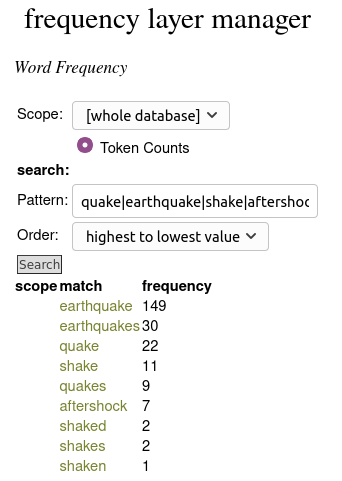 frequency layer manager
Word Frequency
Scope: [whole database]
Token Counts
search:
Pattern: quake|earthquake|shake|aftershoc
Order: highest to lowest value
Search
scope match frequency
earthquake 149
earthquakes 30
quake 22
shake 11
quakes 9
aftershock 7
shaked 2
shakes 2
shaken 1